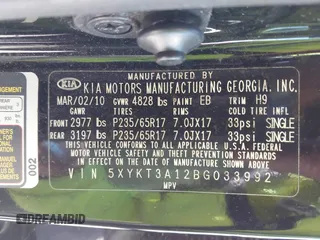 MANUFACTURED BY
KIA KIA MOTORS MANUFACTURING GEORGIA, INC.
MAR/02/10 GVWR 4828 lbs PAINT EB TRIM H9
GAWR TIRES RIMS COLD TIRE INFL
FRONT 2977 lbs P235/65R17 7.0JX17 33psi SINGLE
REAR 3197 lbs P235/65R17 7.0JX17 33psi SINGLE
THIS VEHICLE CONFORMS TO ALL APPLICABLE
FEDERAL MOTOR VEHICLE SAFETY STANDARDS IN
EFFECT ON THE DATE OF MANUFACTURE SHOWN ABOVE.
VIN 5XYKT3A12BG033992
MPV
REAR
3
002
DREAMBID